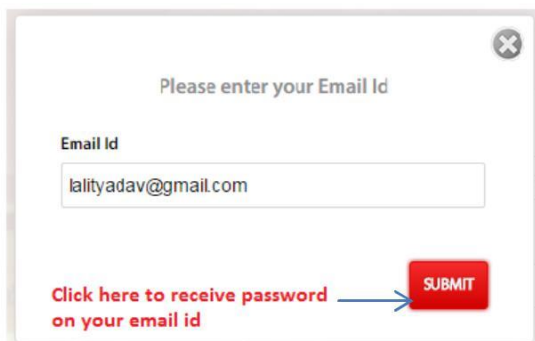 Please enter your Email Id
Email Id
lalityadav@gmail.com
SUBMIT
Click here to receive password
on your email id